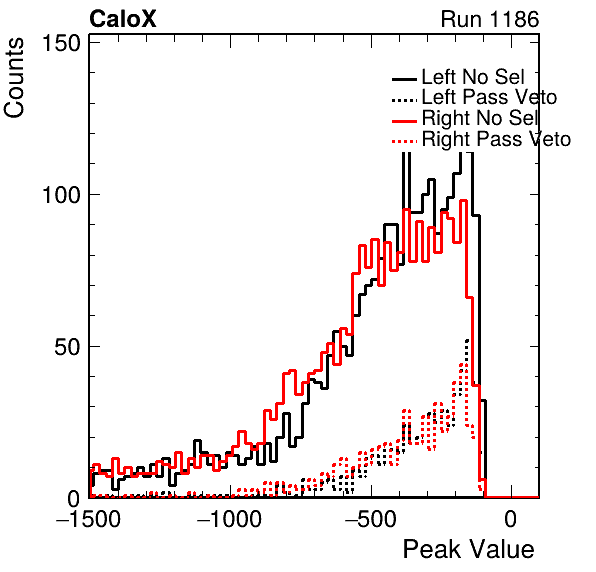 CaloX Run 1186
Counts
150
100
50
0
Left No Sel
Left Pass Veto
Right No Sel
Right Pass Veto
−1500 −1000 −500 0
Peak Value